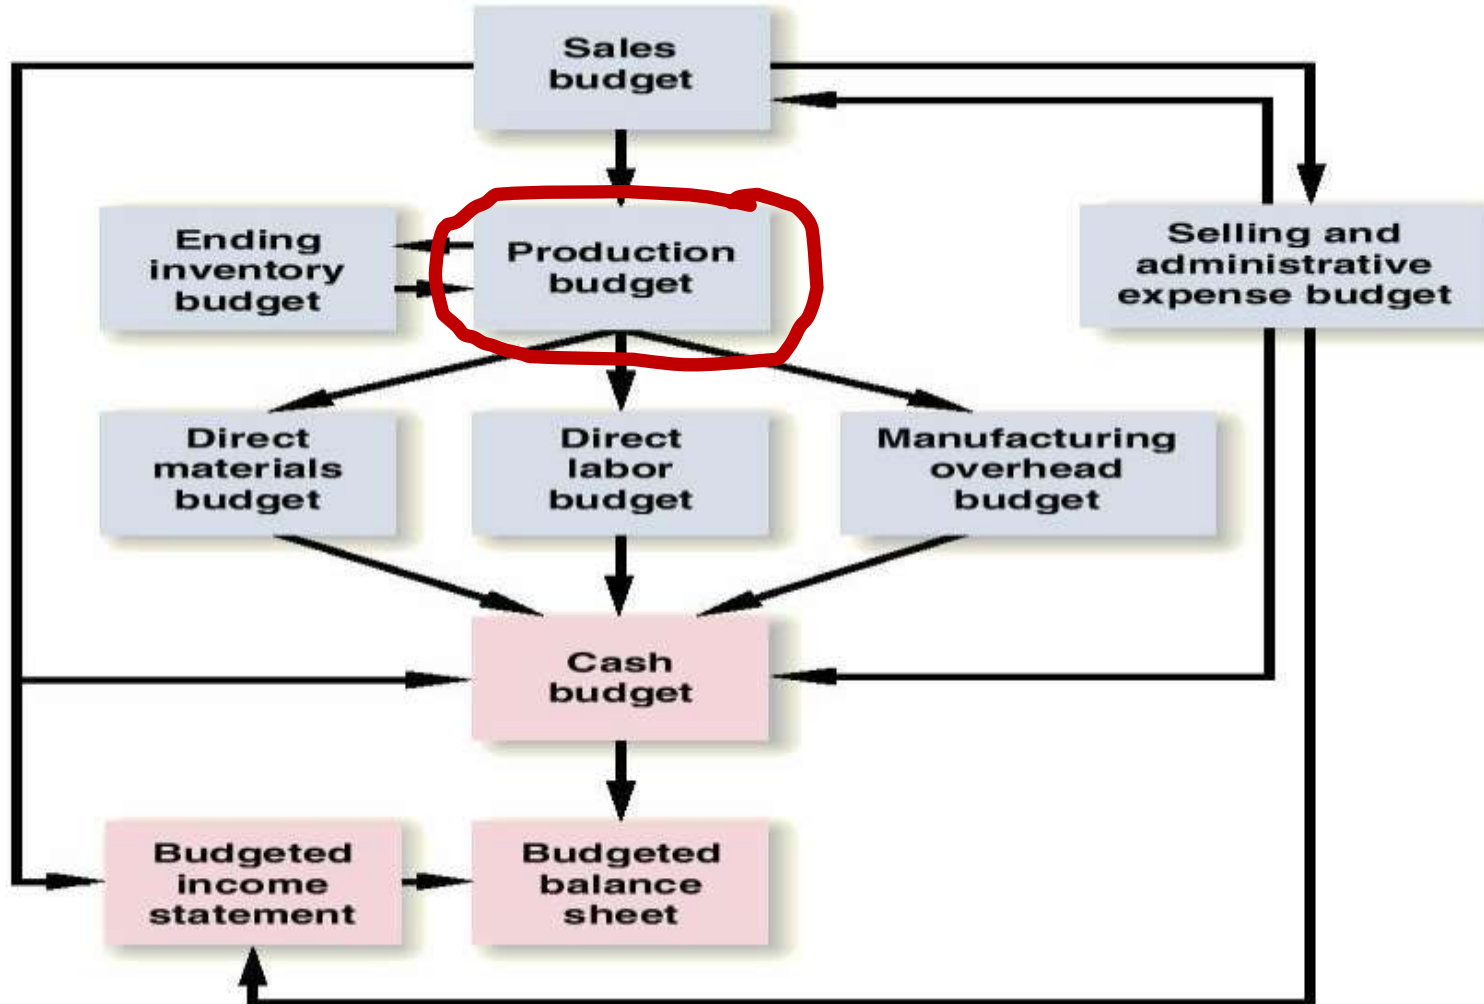 Sales
budget
Ending
inventory
budget
Production
budget
Selling and
administrative
expense budget
Direct
materials
budget
Direct
labor
budget
Manufacturing
overhead
budget
Cash
budget
Budgeted
income
statement
Budgeted
balance
sheet